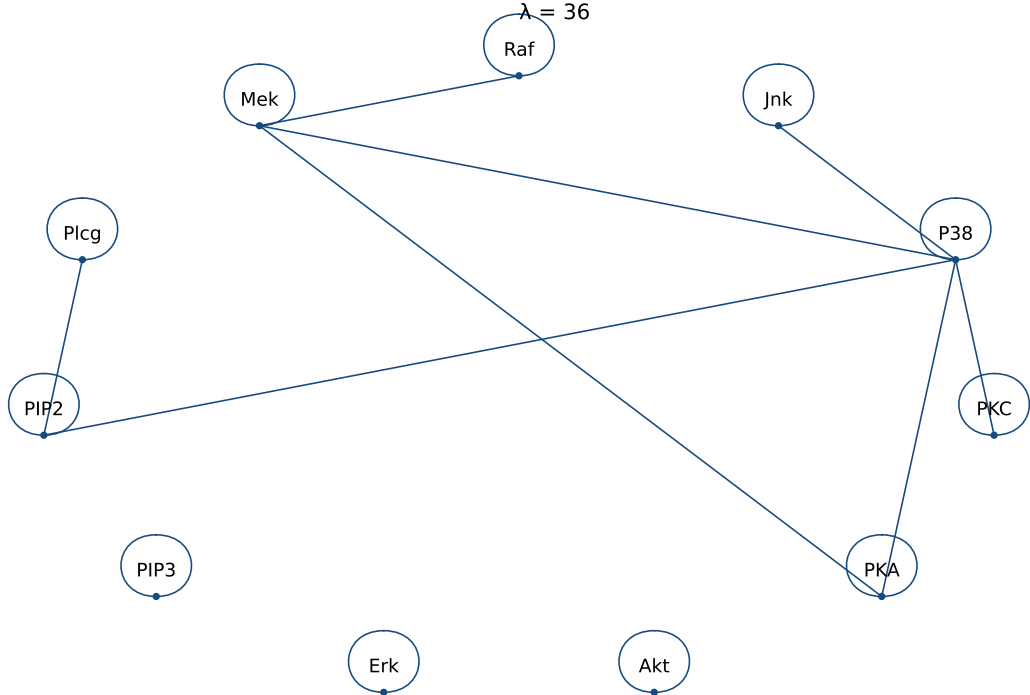 λ = 36
Raf
Mek
Jnk
Plcg
P38
PIP2
PKC
PIP3
PKA
Erk
Akt